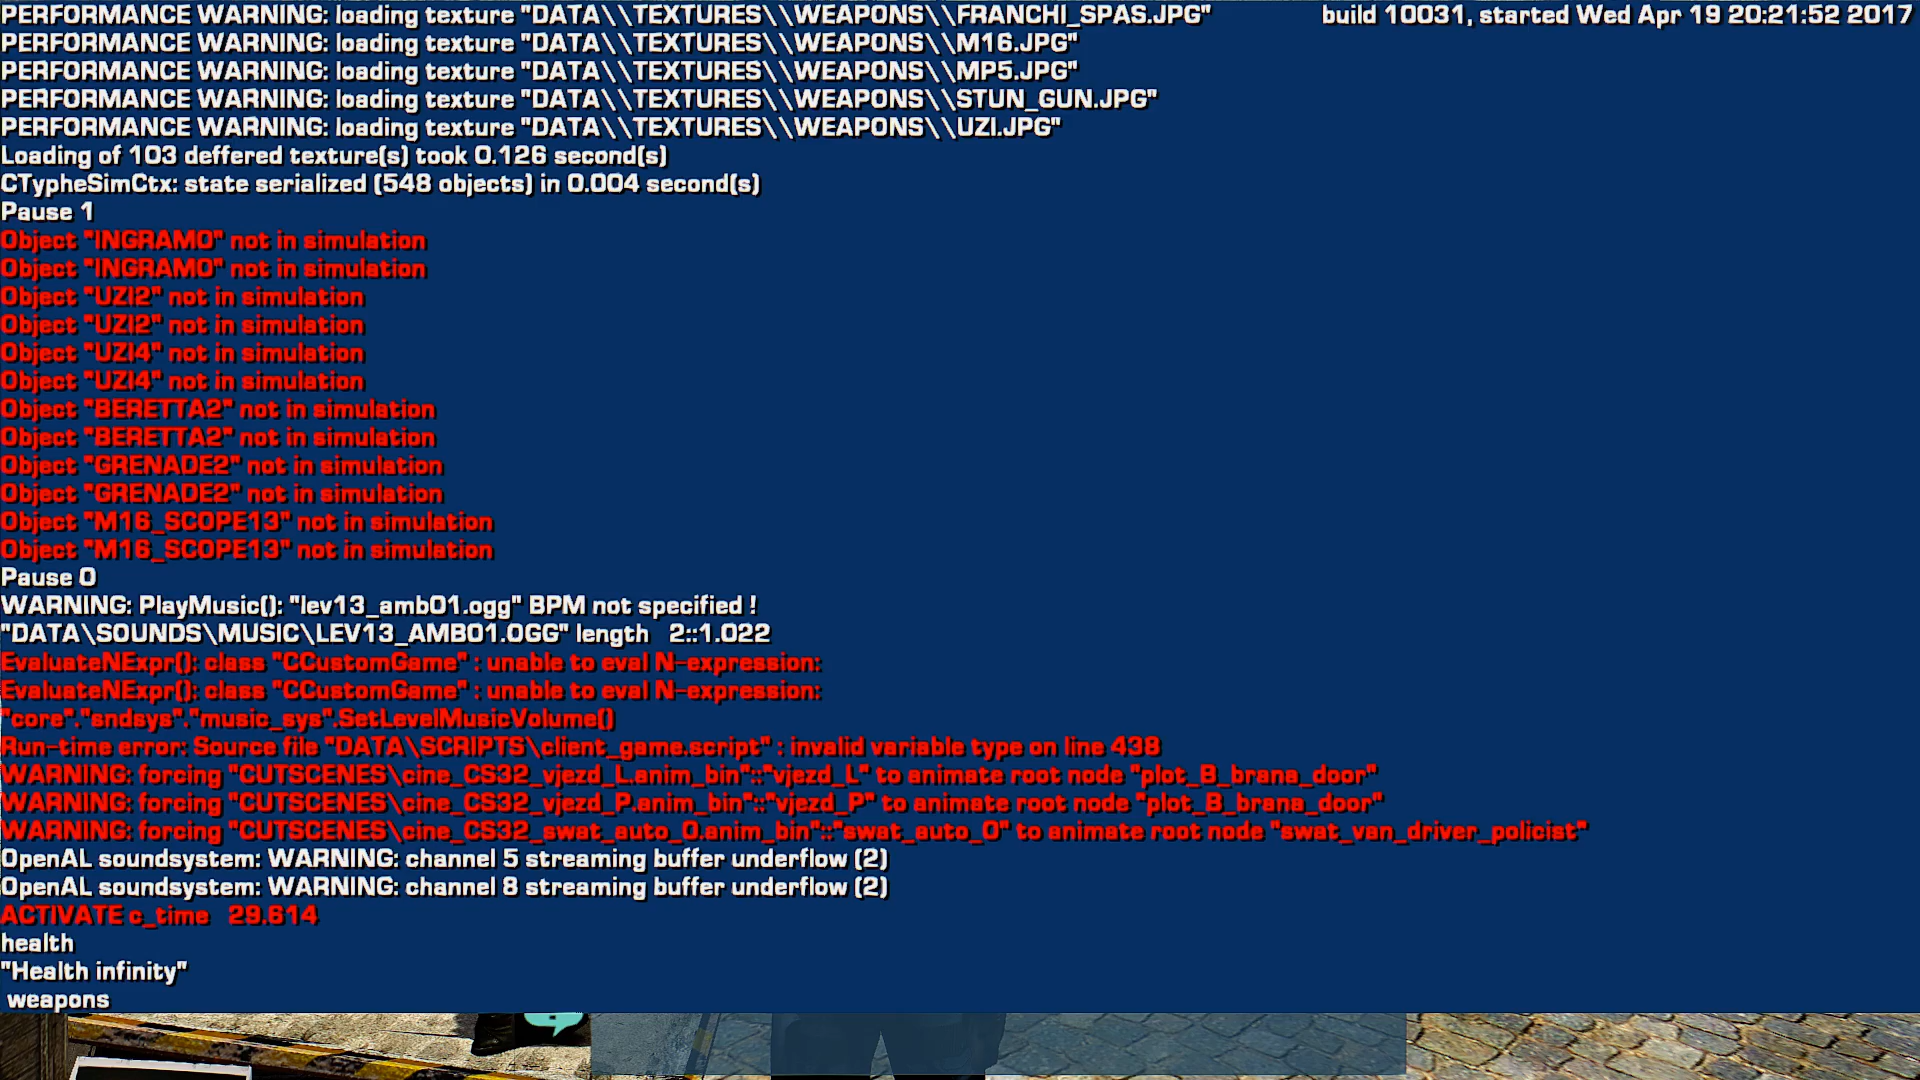 PERFORMANCE WARNING: loading texture "DATA\\TEXTURES\\WEAPONS\\FRANCHI_SPAS.JPG"
build 10031, started Wed Apr 19 20:21:52 2017
PERFORMANCE WARNING: loading texture "DATA\\TEXTURES\\WEAPONS\\M16.JPG"
PERFORMANCE WARNING: loading texture "DATA\\TEXTURES\\WEAPONS\\MP5.JPG"
PERFORMANCE WARNING: loading texture "DATA\\TEXTURES\\WEAPONS\\STUN_GUN.JPG"
PERFORMANCE WARNING: loading texture "DATA\\TEXTURES\\WEAPONS\\UZI.JPG"
Loading of 103 deffered texture(s) took 0.126 second(s)
CTypheSimCtx: state serialized (548 objects) in 0.004 second(s)
Pause 1
Object "INGRAM0" not in simulation
Object "INGRAM0" not in simulation
Object "UZI2" not in simulation
Object "UZI2" not in simulation
Object "UZI4" not in simulation
Object "UZI4" not in simulation
Object "BERETTA2" not in simulation
Object "BERETTA2" not in simulation
Object "GRENADE2" not in simulation
Object "GRENADE2" not in simulation
Object "M16_SCOPE13" not in simulation
Object "M16_SCOPE13" not in simulation
Pause 0
WARNING: PlayMusic(): "lev13_amb01.ogg" BPM not specified !
"DATA\SOUNDS\MUSIC\LEV13_AMB01.OGG" length   2::1.022
EvaluateNExpr(): class "CCustomGame" : unable to eval N-expression:
EvaluateNExpr(): class "CCustomGame" : unable to eval N-expression:
"core"."sndsys"."music_sys".SetLevelMusicVolume()
Run-time error: Source file "DATA\SCRIPTS\client_game.script" : invalid variable type on line 438
WARNING: forcing "CUTSCENES\cine_CS32_vjezd_L.anim_bin"::"vjezd_L" to animate root node "plot_B_brana_door"
WARNING: forcing "CUTSCENES\cine_CS32_vjezd_P.anim_bin"::"vjezd_P" to animate root node "plot_B_brana_door"
WARNING: forcing "CUTSCENES\cine_CS32_swat_auto_0.anim_bin"::"swat_auto_0" to animate root node "swat_van_driver_policist"
OpenAL soundsystem: WARNING: channel 5 streaming buffer underflow (2)
OpenAL soundsystem: WARNING: channel 8 streaming buffer underflow (2)
ACTIVATE c_time   29.614
health
"Health infinity"
weapons